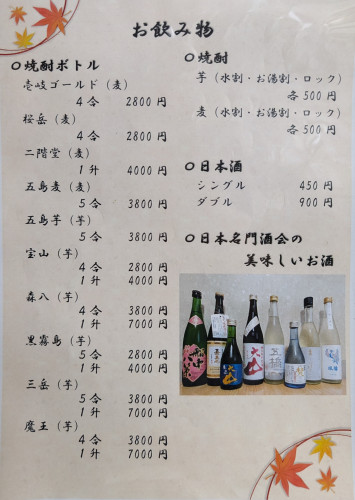 お飲み物
○焼酎ボトル
壱岐ゴールド（麦）
4合 2800円
桜岳（麦）
4合 2800円
二階堂（麦）
1升 4000円
五島麦（麦）
5合 3800円
五島芋（芋）
5合 3800円
宝山（芋）
4合 2800円
1升 4000円
森八（芋）
4合 3800円
1升 7000円
黒霧島（芋）
5合 2800円
1升 4000円
三岳（芋）
5合 3800円
1升 7000円
魔王（芋）
4合 3800円
1升 7000円
○焼酎
芋（水割・お湯割・ロック）
各500円
麦（水割・お湯割・ロック）
各500円
○日本酒
シングル 450円
ダブル 900円
○日本名門酒会の
美味しいお酒